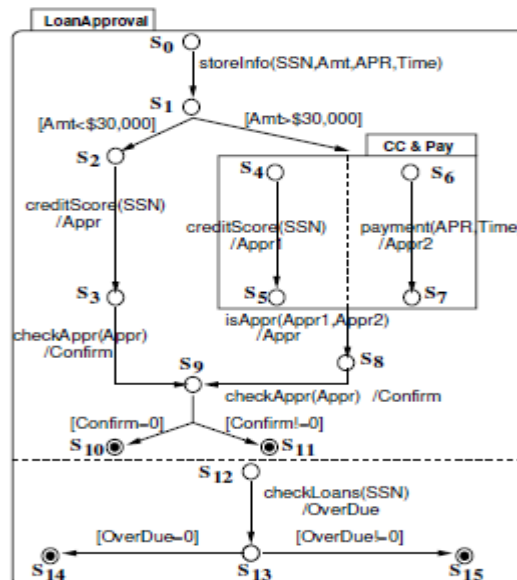 LoanApproval
S0
storeInfo(SSN,Amt,APR,Time)
S1
[Amt<$30,000]
[Amt>$30,000]
S2
CC & Pay
S4
S6
creditScore(SSN)
/Appr
creditScore(SSN)
/Appr1
payment(APR,Time
/Appr2
S3
S5
S7
isAppr(Appr1,Appr2)
/Appr
checkAppr(Appr)
/Confirm
S8
S9
checkAppr(Appr) /Confirm
[Confirm=0]
[Confirm!=0]
S10
S11
S12
checkLoans(SSN)
/OverDue
[OverDue=0]
[OverDue!=0]
S14
S13
S15